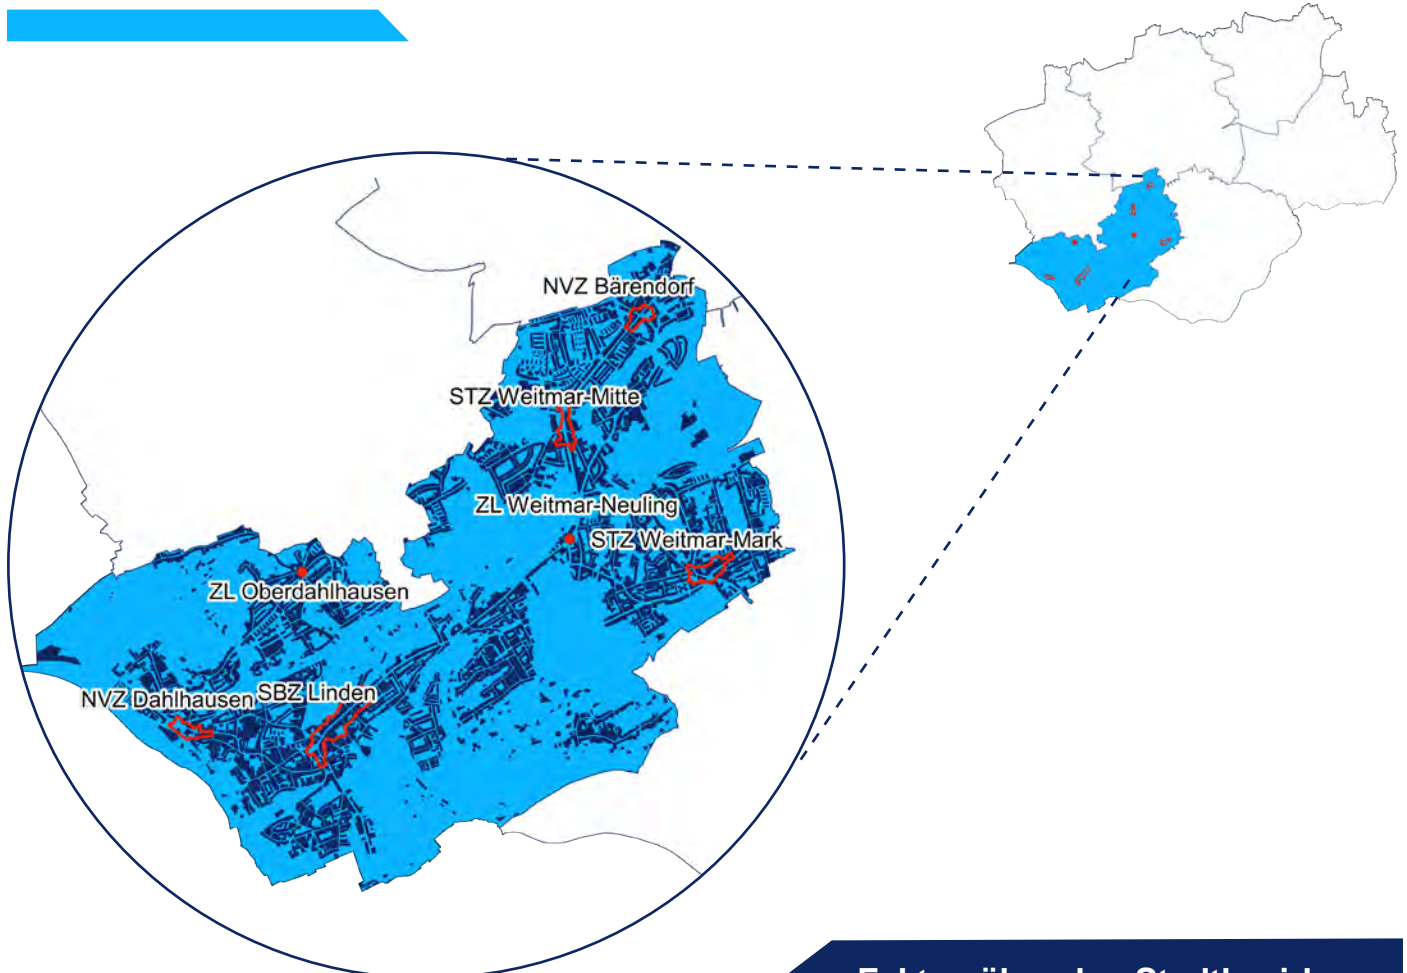 NVZ Bärendorf
STZ Weitmar-Mitte
ZL Weitmar-Neuling
STZ Weitmar-Mark
ZL Oberdahlhausen
NVZ Dahlhausen
SBZ Linden